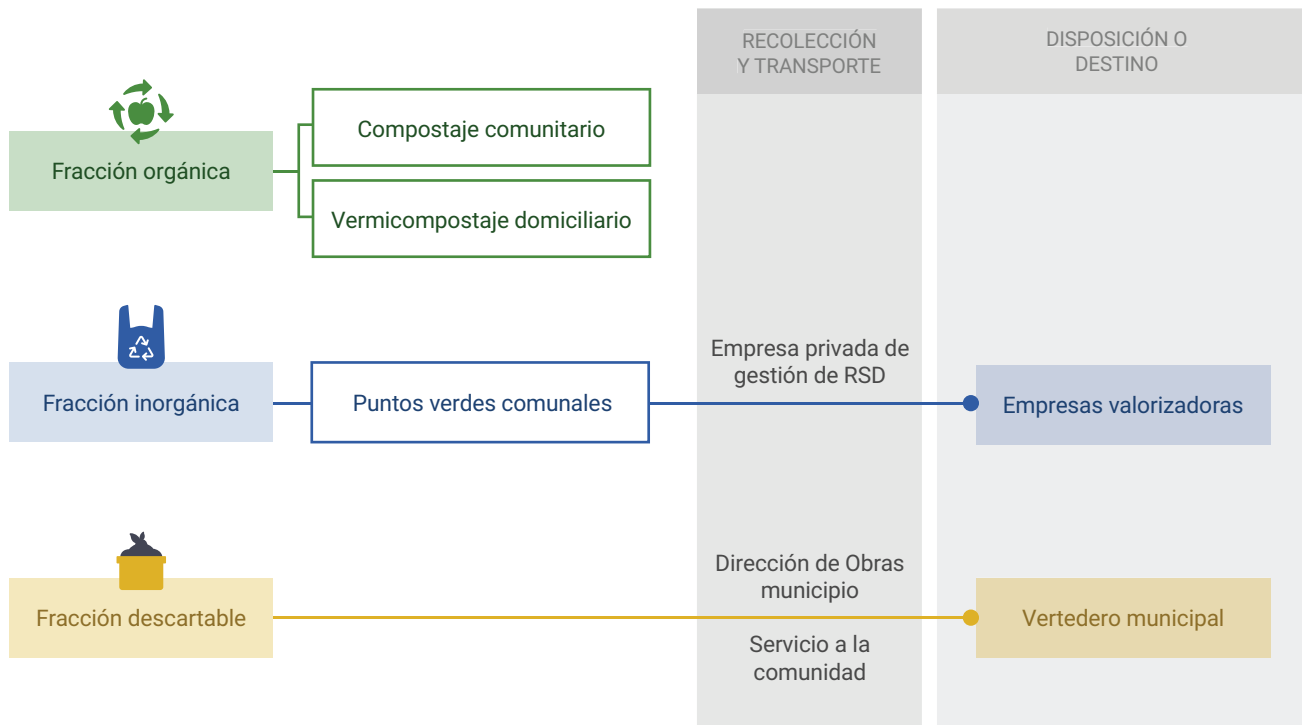 RECOLECCIÓN
Y TRANSPORTE
DISPOSICIÓN O
DESTINO
Fracción orgánica
Compostaje comunitario
Vermicompostaje domiciliario
Fracción inorgánica
Puntos verdes comunales
Empresa privada de
gestión de RSD
Empresas valorizadoras
Fracción descartable
Dirección de Obras
municipio
Servicio a la
comunidad
Vertedero municipal